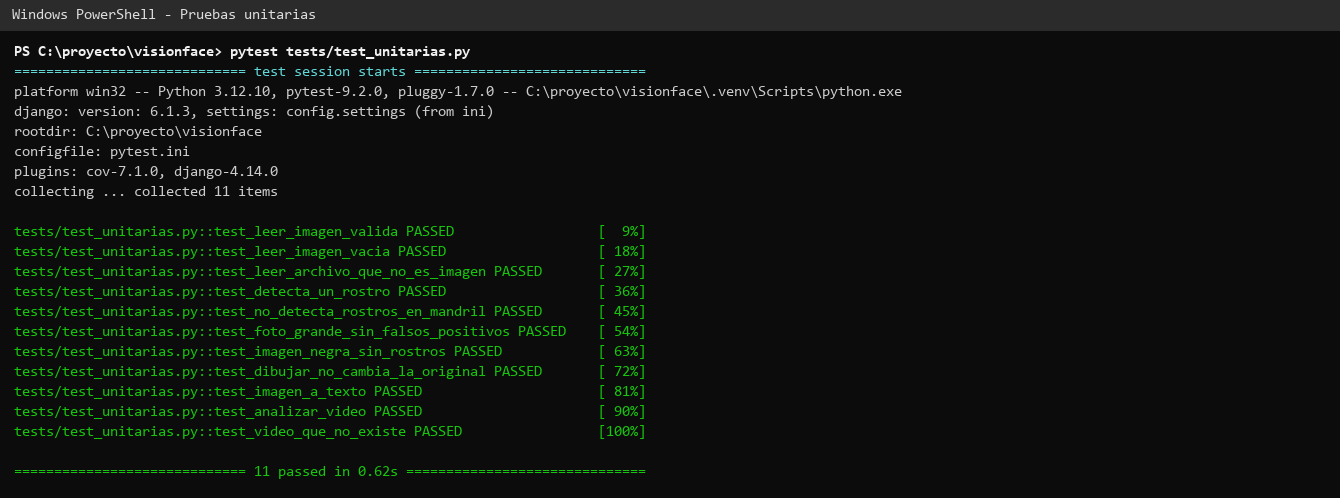 Windows PowerShell - Pruebas unitarias
PS C:\proyecto\visionface> pytest tests/test_unitarias.py
============================= test session starts =============================
platform win32 -- Python 3.12.10, pytest-9.2.0, pluggy-1.7.0 -- C:\proyecto\visionface\.venv\Scripts\python.exe
django: version: 6.1.3, settings: config.settings (from ini)
rootdir: C:\proyecto\visionface
configfile: pytest.ini
plugins: cov-7.1.0, django-4.14.0
collecting ... collected 11 items
tests/test_unitarias.py::test_leer_imagen_valida PASSED                  [  9%]
tests/test_unitarias.py::test_leer_imagen_vacia PASSED                   [ 18%]
tests/test_unitarias.py::test_leer_archivo_que_no_es_imagen PASSED       [ 27%]
tests/test_unitarias.py::test_detecta_un_rostro PASSED                   [ 36%]
tests/test_unitarias.py::test_no_detecta_rostros_en_mandril PASSED       [ 45%]
tests/test_unitarias.py::test_foto_grande_sin_falsos_positivos PASSED    [ 54%]
tests/test_unitarias.py::test_imagen_negra_sin_rostros PASSED            [ 63%]
tests/test_unitarias.py::test_dibujar_no_cambia_la_original PASSED       [ 72%]
tests/test_unitarias.py::test_imagen_a_texto PASSED                      [ 81%]
tests/test_unitarias.py::test_analizar_video PASSED                      [ 90%]
tests/test_unitarias.py::test_video_que_no_existe PASSED                 [100%]
============================= 11 passed in 0.62s ==============================